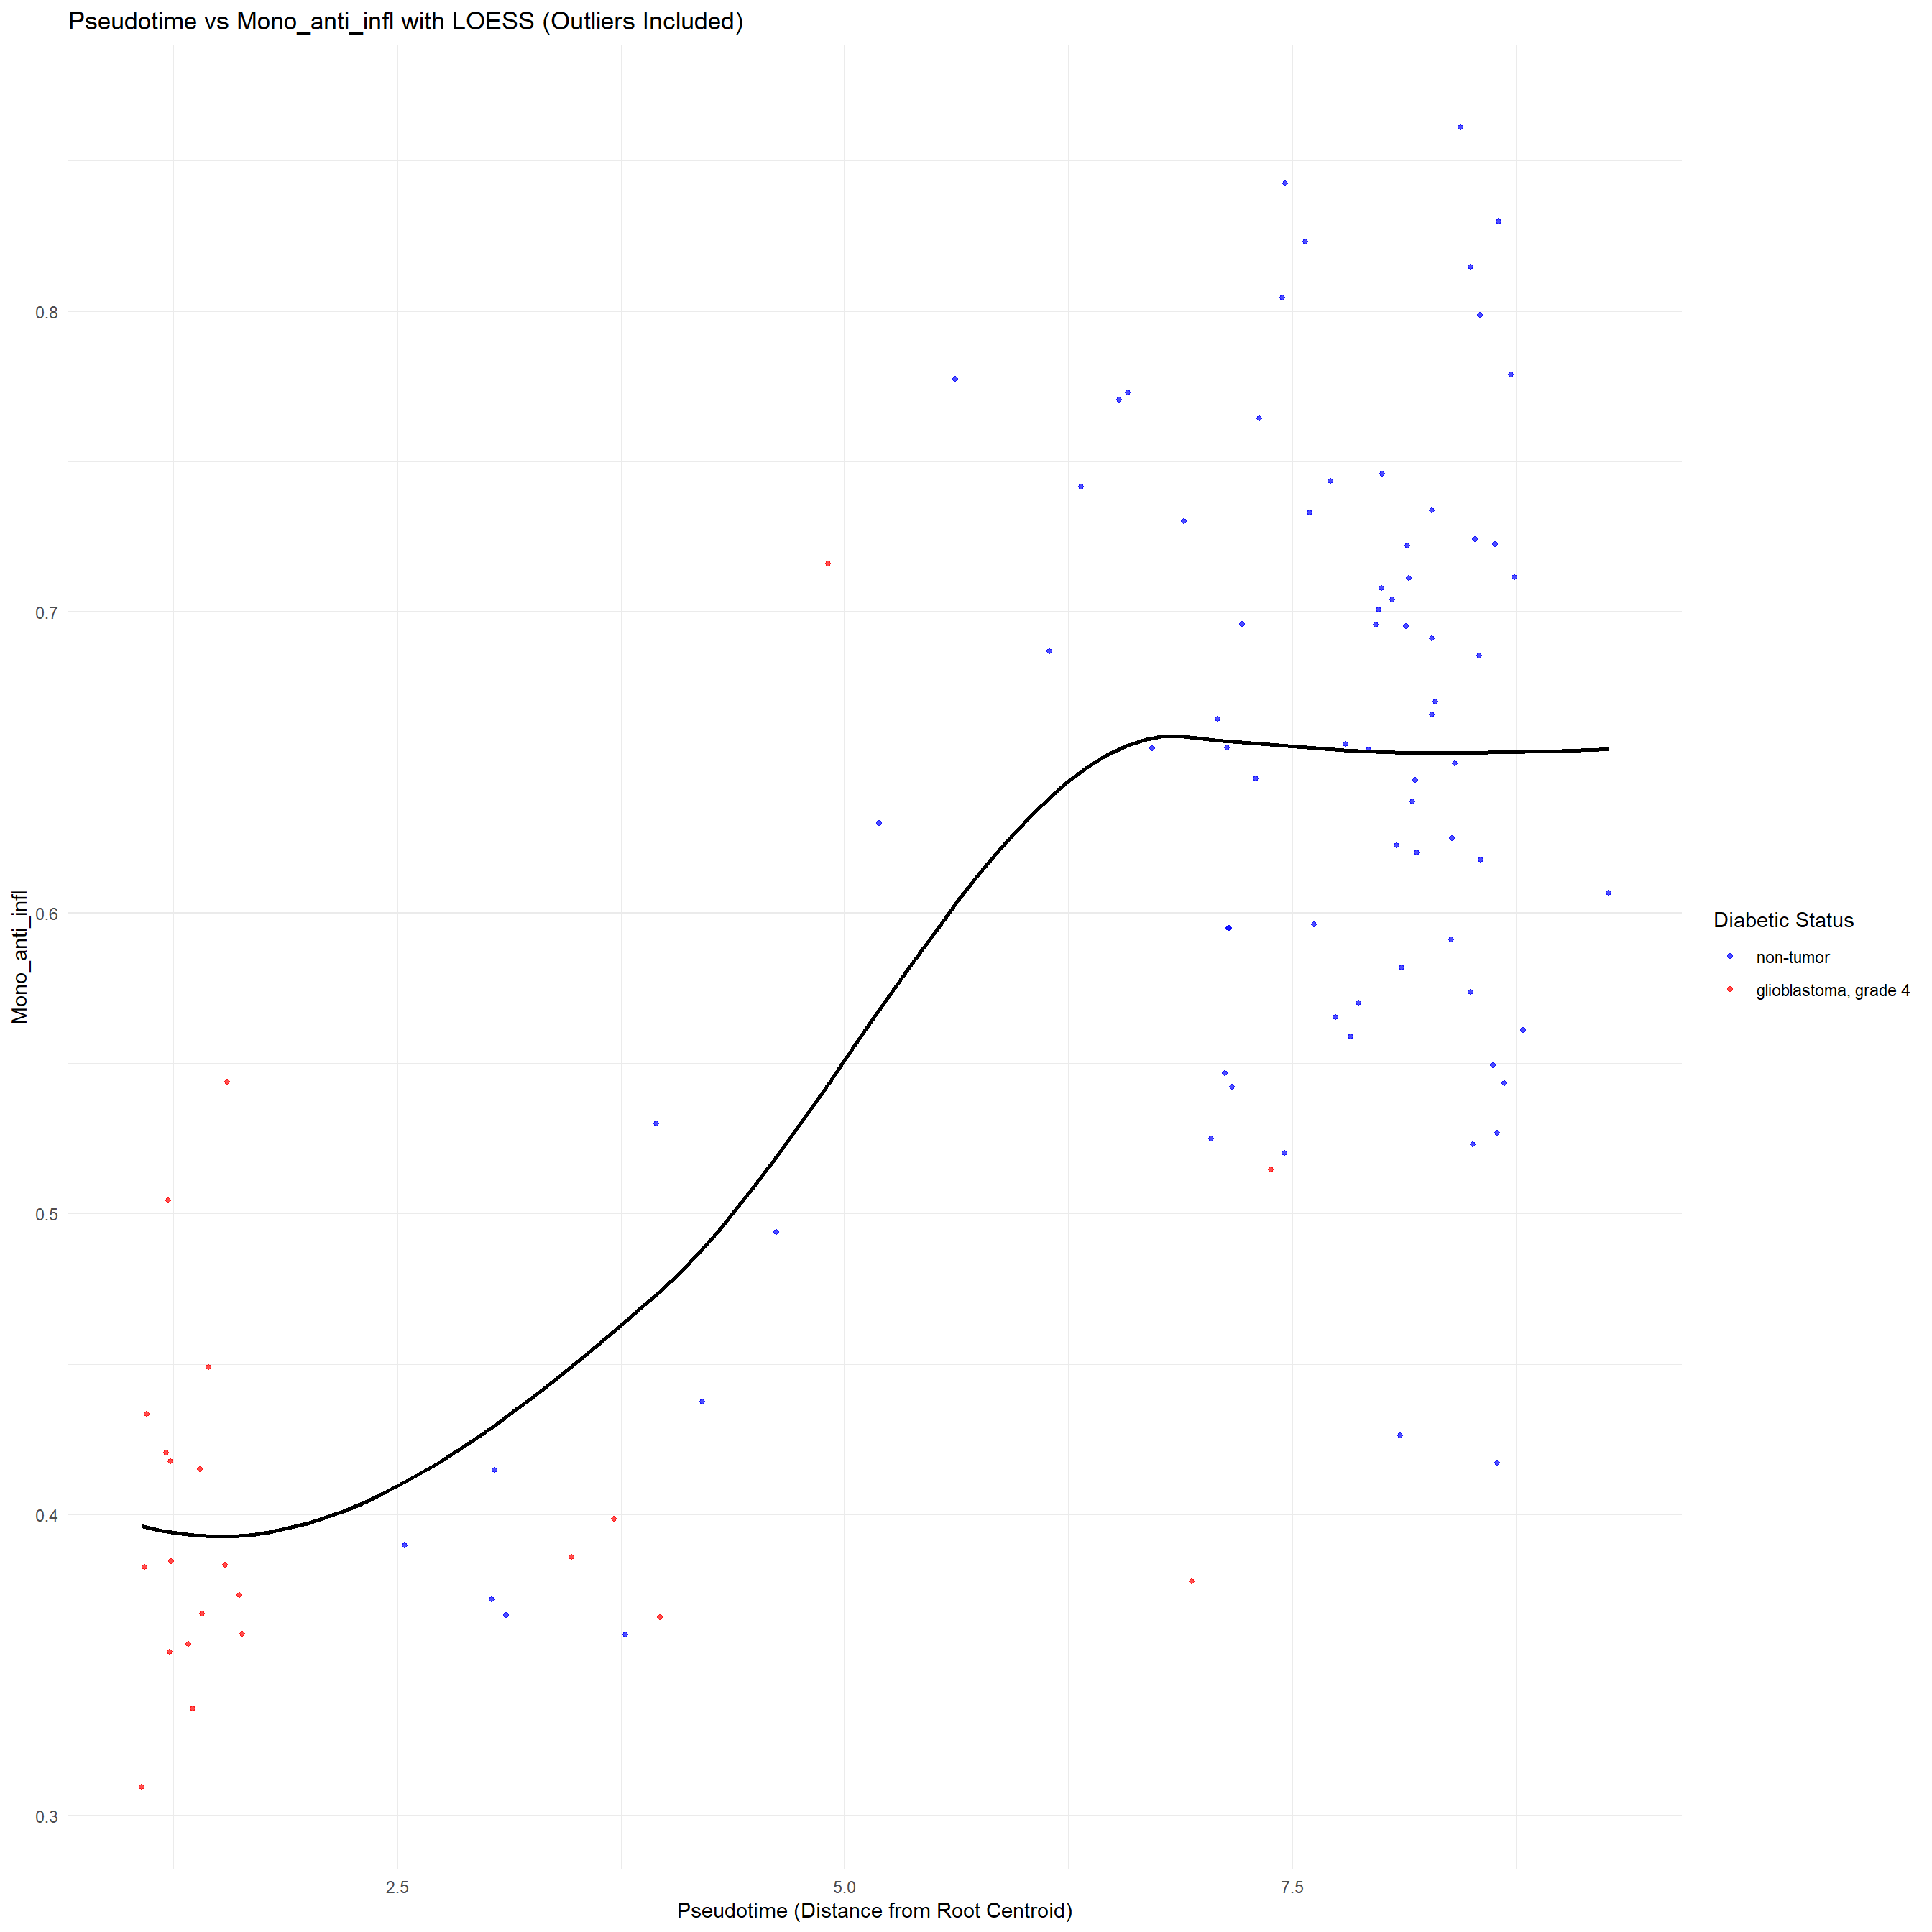 Pseudotime vs Mono_anti_infl with LOESS (Outliers Included)
0.8
0.7
0.6
0.5
0.4
0.3
Mono_anti_infl
2.5 5.0 7.5
Pseudotime (Distance from Root Centroid)
Diabetic Status
non-tumor
glioblastoma, grade 4